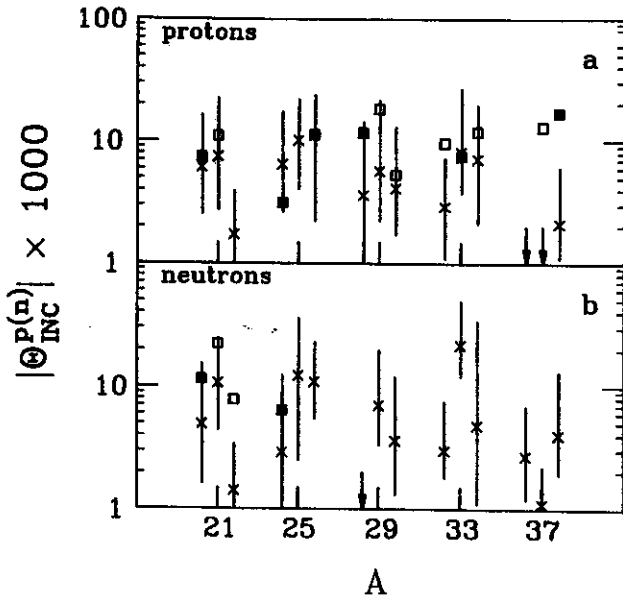 100
protons
a
10
1
neutrons
b
10
1
21 25 29 33 37
A
|Θ^{p(n)}_{INC}| × 1000